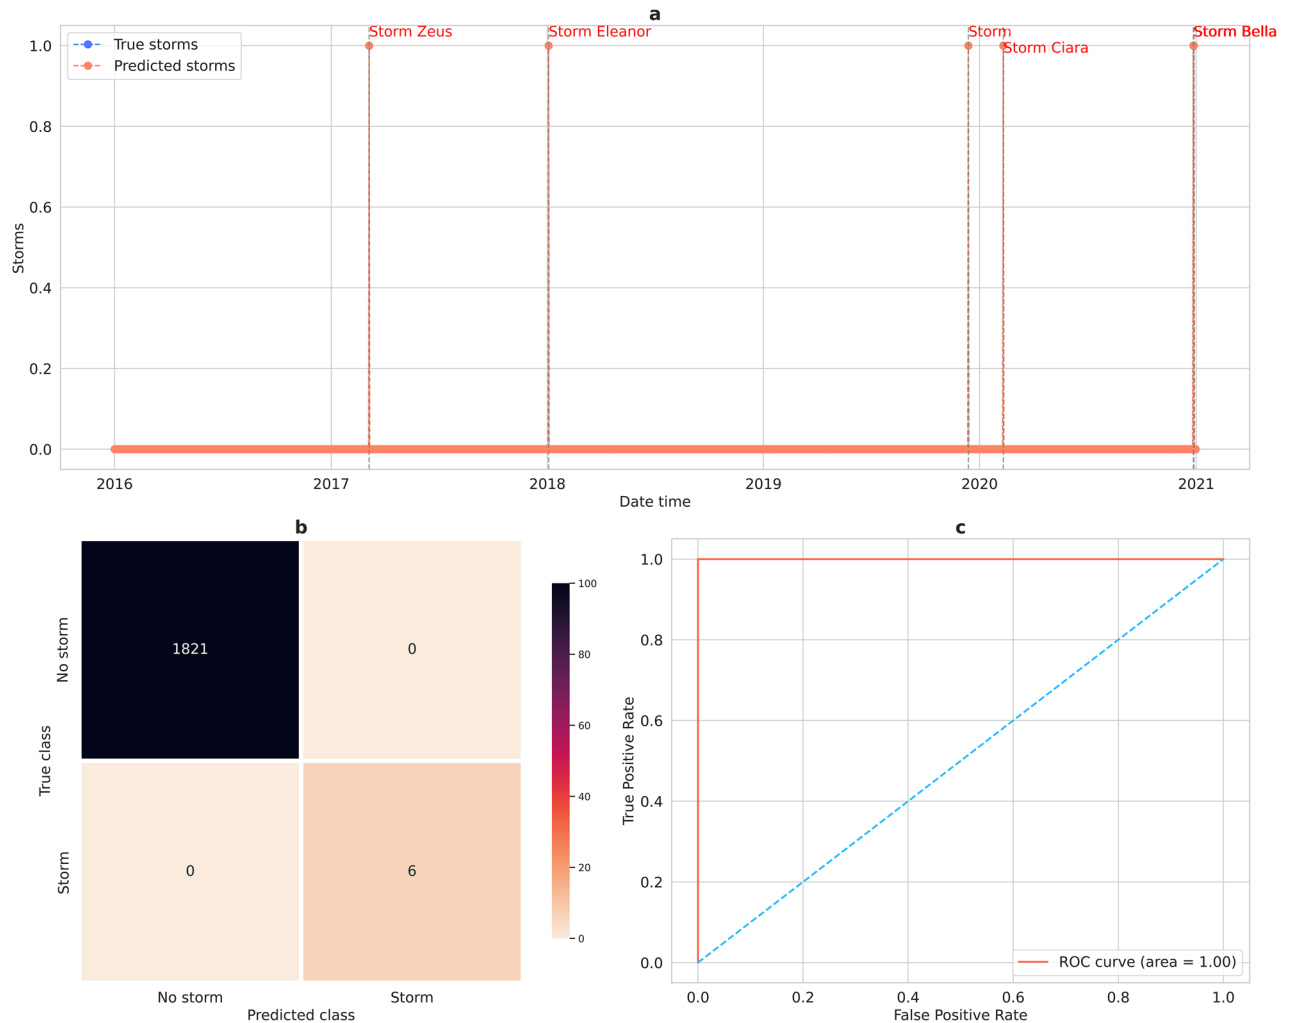 a
Storm Zeus
Storm Eleanor
Storm
Storm Ciara
Storm Bella
True storms
Predicted storms
1.0
0.8
0.6
0.4
0.2
0.0
Storms
2016 2017 2018 2019 2020 2021
Date time
b
1821 0
0 6
No storm
Storm
True class
No storm Storm
Predicted class
100
80
60
40
20
0
c
1.0
0.8
0.6
0.4
0.2
0.0
True Positive Rate
ROC curve (area = 1.00)
0.0 0.2 0.4 0.6 0.8 1.0
False Positive Rate